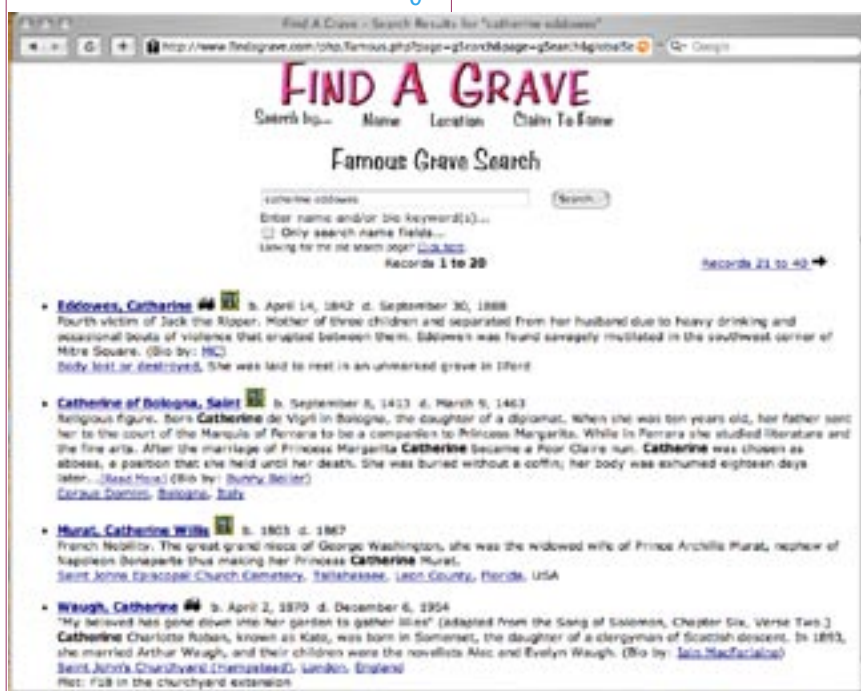 Find A Grave - Search Results for "catherine eddowes"
http://www.findagrave.com/php/famous.php?page=gSearch&page=gSearch&globalSe
Google
FIND A GRAVE
Search by... Name Location Claim To Fame
Famous Grave Search
catherine eddowes Search...
Enter name and/or bio keyword(s)...
Only search name fields...
Looking for the old search page? Click here.
Records 1 to 20 Records 21 to 40
Eddowes, Catharine b. April 14, 1842 d. September 30, 1888
Fourth victim of Jack the Ripper. Mother of three children and separated from her husband due to heavy drinking and
occasional bouts of violence that erupted between them. Eddowes was found savagely mutilated in the southwest corner of
Mitre Square. (Bio by: MC)
Body lost or destroyed, She was laid to rest in an unmarked grave in Ilford
Catherine of Bologna, Saint b. September 8, 1413 d. March 9, 1463
Religious figure. Born Catherine de Vigri in Bologna, the daughter of a diplomat. When she was ten years old, her father sent
her to the court of the Marquis of Ferrara to be a companion to Princess Margarita. While in Ferrara she studied literature and
the fine arts. After the marriage of Princess Margarita Catherine became a Poor Claire nun. Catherine was chosen as
abbess, a position that she held until her death. She was buried without a coffin; her body was exhumed eighteen days
later...[Read More] (Bio by: Bunny Beiler)
Corpus Domini, Bologna, Italy
Murat, Catherine Willis b. 1803 d. 1867
French Nobility. The great grand niece of George Washington, she was the widowed wife of Prince Archille Murat, nephew of
Napoleon Bonaparte thus making her Princess Catherine Murat.
Saint Johns Episcopal Church Cemetery, Tallahassee, Leon County, Florida, USA
Waugh, Catherine b. April 2, 1870 d. December 6, 1954
"My beloved has gone down into her garden to gather lilies" (adapted from the Song of Solomon, Chapter Six, Verse Two.)
Catherine Charlotte Raban, known as Kate, was born in Somerset, the daughter of a clergyman of Scottish descent. In 1893,
she married Arthur Waugh, and their children were the novelists Alec and Evelyn Waugh. (Bio by: Iain MacFarlaine)
Saint John's Churchyard (Hampstead), London, England
Plot: F18 in the churchyard extension